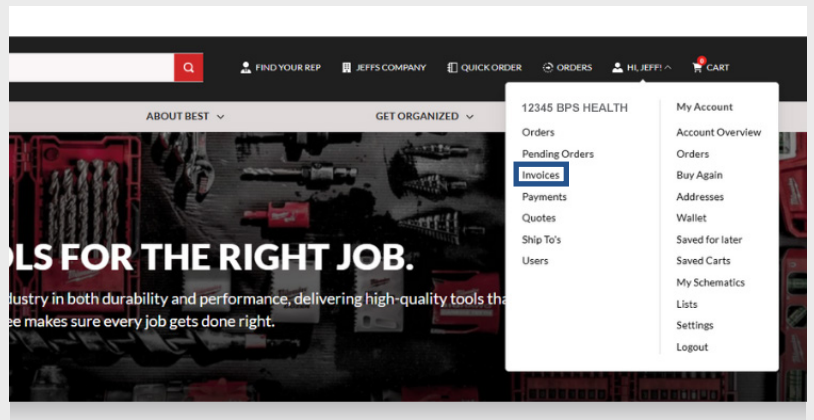 FIND YOUR REP
JEFFS COMPANY
QUICK ORDER
ORDERS
HI, JEFF!
CART
ABOUT BEST
GET ORGANIZED
12345 BPS HEALTH
Orders
Pending Orders
Invoices
Payments
Quotes
Ship To's
Users
My Account
Account Overview
Orders
Buy Again
Addresses
Wallet
Saved for later
Saved Carts
My Schematics
Lists
Settings
Logout
LS FOR THE RIGHT JOB.
dustry in both durability and performance, delivering high-quality tools tha
ee makes sure every job gets done right.